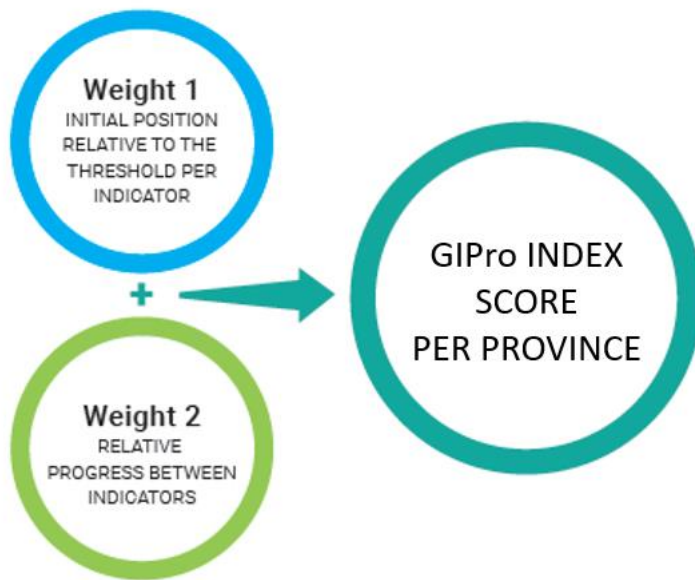 Weight 1
INITIAL POSITION
RELATIVE TO THE
THRESHOLD PER
INDICATOR
+
Weight 2
RELATIVE
PROGRESS BETWEEN
INDICATORS
GIPro INDEX
SCORE
PER PROVINCE